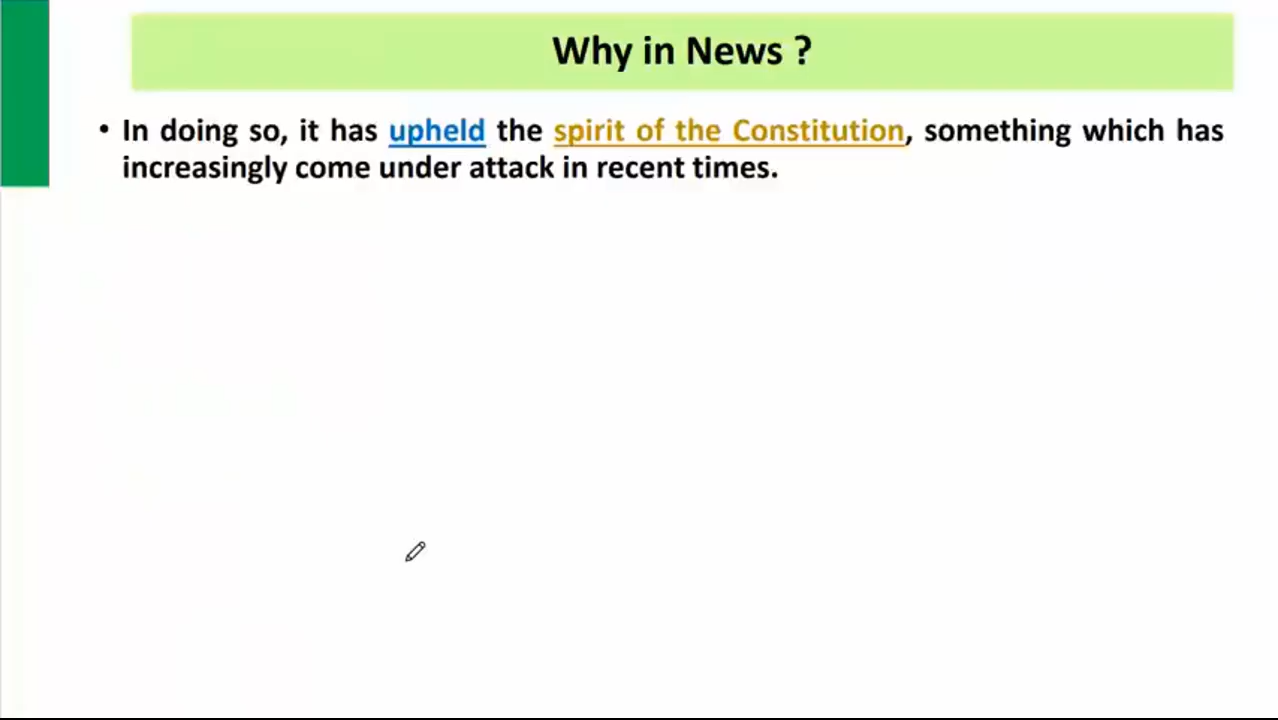 Why in News ?
• In doing so, it has upheld the spirit of the Constitution, something which has
increasingly come under attack in recent times.